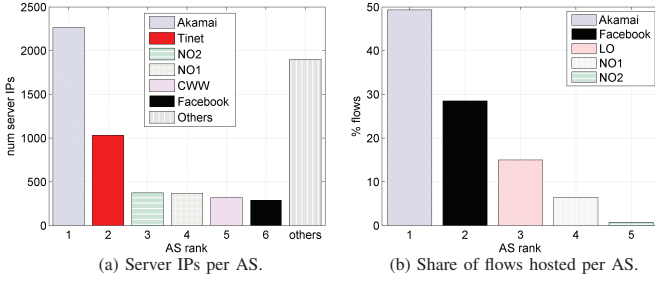 2500
2000
1500
1000
500
0
num server IPs
Akamai
Tinet
NO2
NO1
CWW
Facebook
Others
1 2 3 4 5 6 others
AS rank
(a) Server IPs per AS.
50
40
30
20
10
0
% flows
Akamai
Facebook
LO
NO1
NO2
1 2 3 4 5
AS rank
(b) Share of flows hosted per AS.